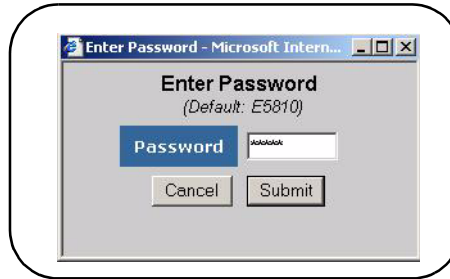 Enter Password - Microsoft Intern...
Enter Password
(Default: E5810)
Password *****
Cancel Submit